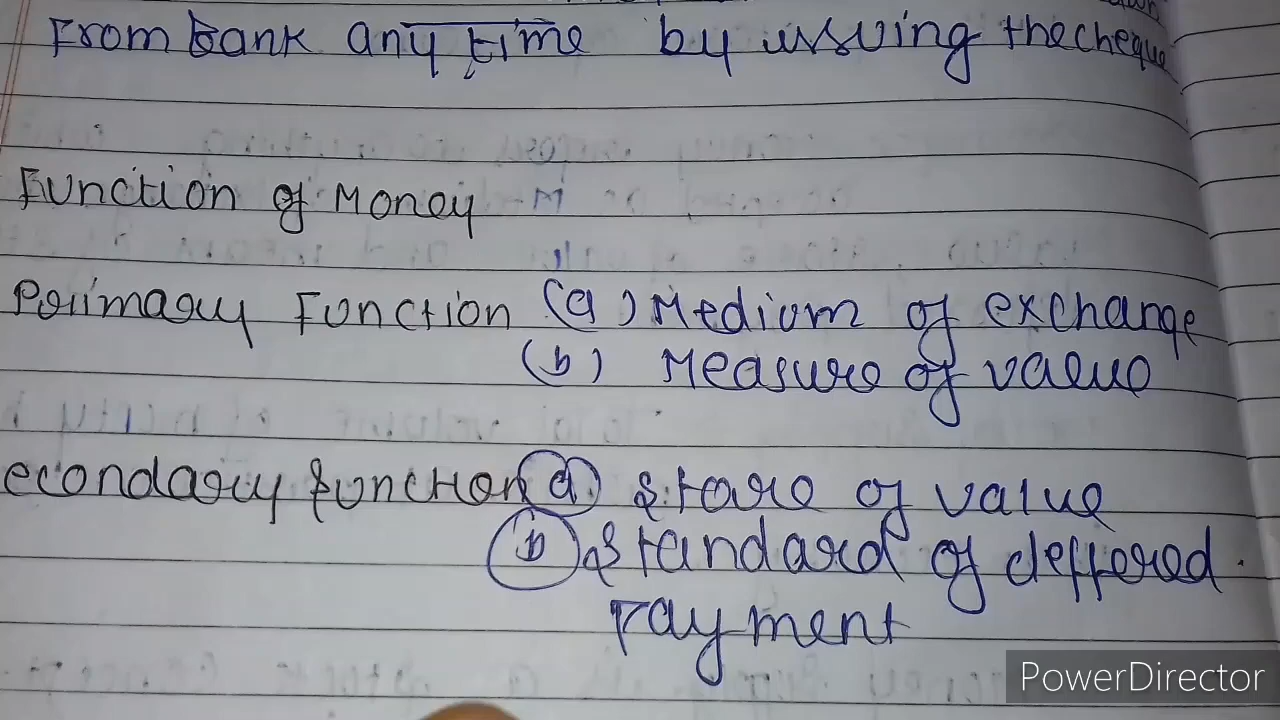 From bank any time by issuing the cheque
Function of Money
Primary Function (a) Medium of exchange
(b) Measure of value
econdary function (a) store of value
(b) standard of deffered
Payment
PowerDirector